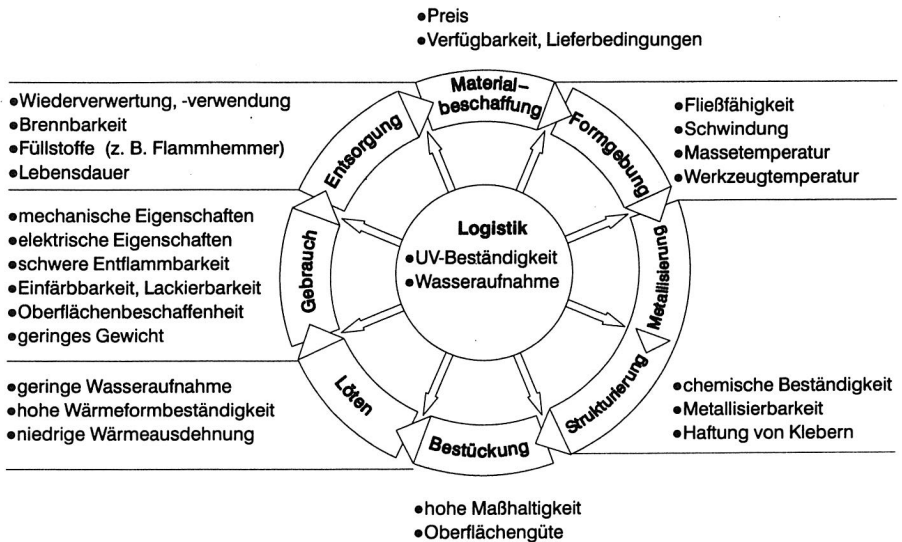 ●Preis
●Verfügbarkeit, Lieferbedingungen
Material-
beschaffung
Formgebung
●Fließfähigkeit
●Schwindung
●Massetemperatur
●Werkzeugtemperatur
Metallisierung
Strukturierung
●chemische Beständigkeit
●Metallisierbarkeit
●Haftung von Klebern
Bestückung
●hohe Maßhaltigkeit
●Oberflächengüte
Löten
●geringe Wasseraufnahme
●hohe Wärmeformbeständigkeit
●niedrige Wärmeausdehnung
Gebrauch
●mechanische Eigenschaften
●elektrische Eigenschaften
●schwere Entflammbarkeit
●Einfärbbarkeit, Lackierbarkeit
●Oberflächenbeschaffenheit
●geringes Gewicht
Entsorgung
●Wiederverwertung, -verwendung
●Brennbarkeit
●Füllstoffe (z. B. Flammhemmer)
●Lebensdauer
Logistik
●UV-Beständigkeit
●Wasseraufnahme